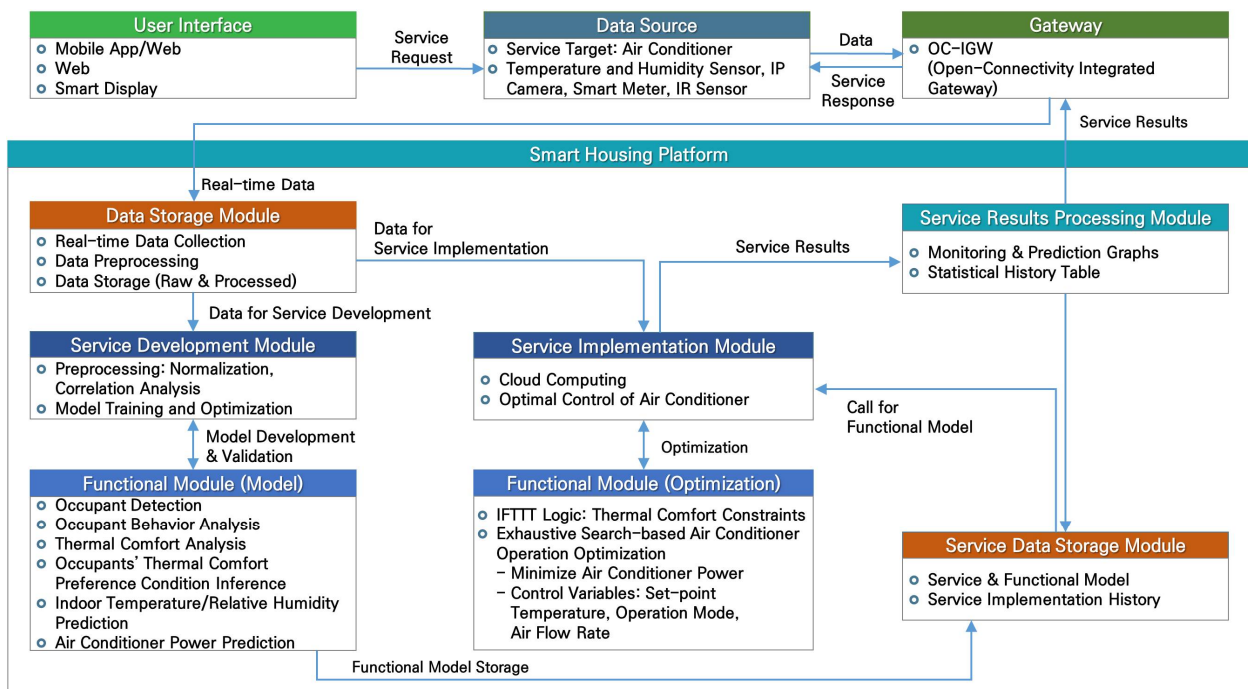 User Interface
Mobile App/Web
Web
Smart Display
Service
Request
Data Source
Service Target: Air Conditioner
Temperature and Humidity Sensor, IP
Camera, Smart Meter, IR Sensor
Data
Service
Response
Gateway
OC-IGW
(Open-Connectivity Integrated
Gateway)
Service Results
Smart Housing Platform
Real-time Data
Data Storage Module
Real-time Data Collection
Data Preprocessing
Data Storage (Raw & Processed)
Data for
Service Implementation
Service Results
Service Results Processing Module
Monitoring & Prediction Graphs
Statistical History Table
Data for Service Development
Service Development Module
Preprocessing: Normalization,
Correlation Analysis
Model Training and Optimization
Service Implementation Module
Cloud Computing
Optimal Control of Air Conditioner
Call for
Functional Model
Model Development
& Validation
Optimization
Functional Module (Model)
Occupant Detection
Occupant Behavior Analysis
Thermal Comfort Analysis
Occupants' Thermal Comfort
Preference Condition Inference
Indoor Temperature/Relative Humidity
Prediction
Air Conditioner Power Prediction
Functional Module (Optimization)
IFTTT Logic: Thermal Comfort Constraints
Exhaustive Search-based Air Conditioner
Operation Optimization
- Minimize Air Conditioner Power
- Control Variables: Set-point
Temperature, Operation Mode,
Air Flow Rate
Service Data Storage Module
Service & Functional Model
Service Implementation History
Functional Model Storage